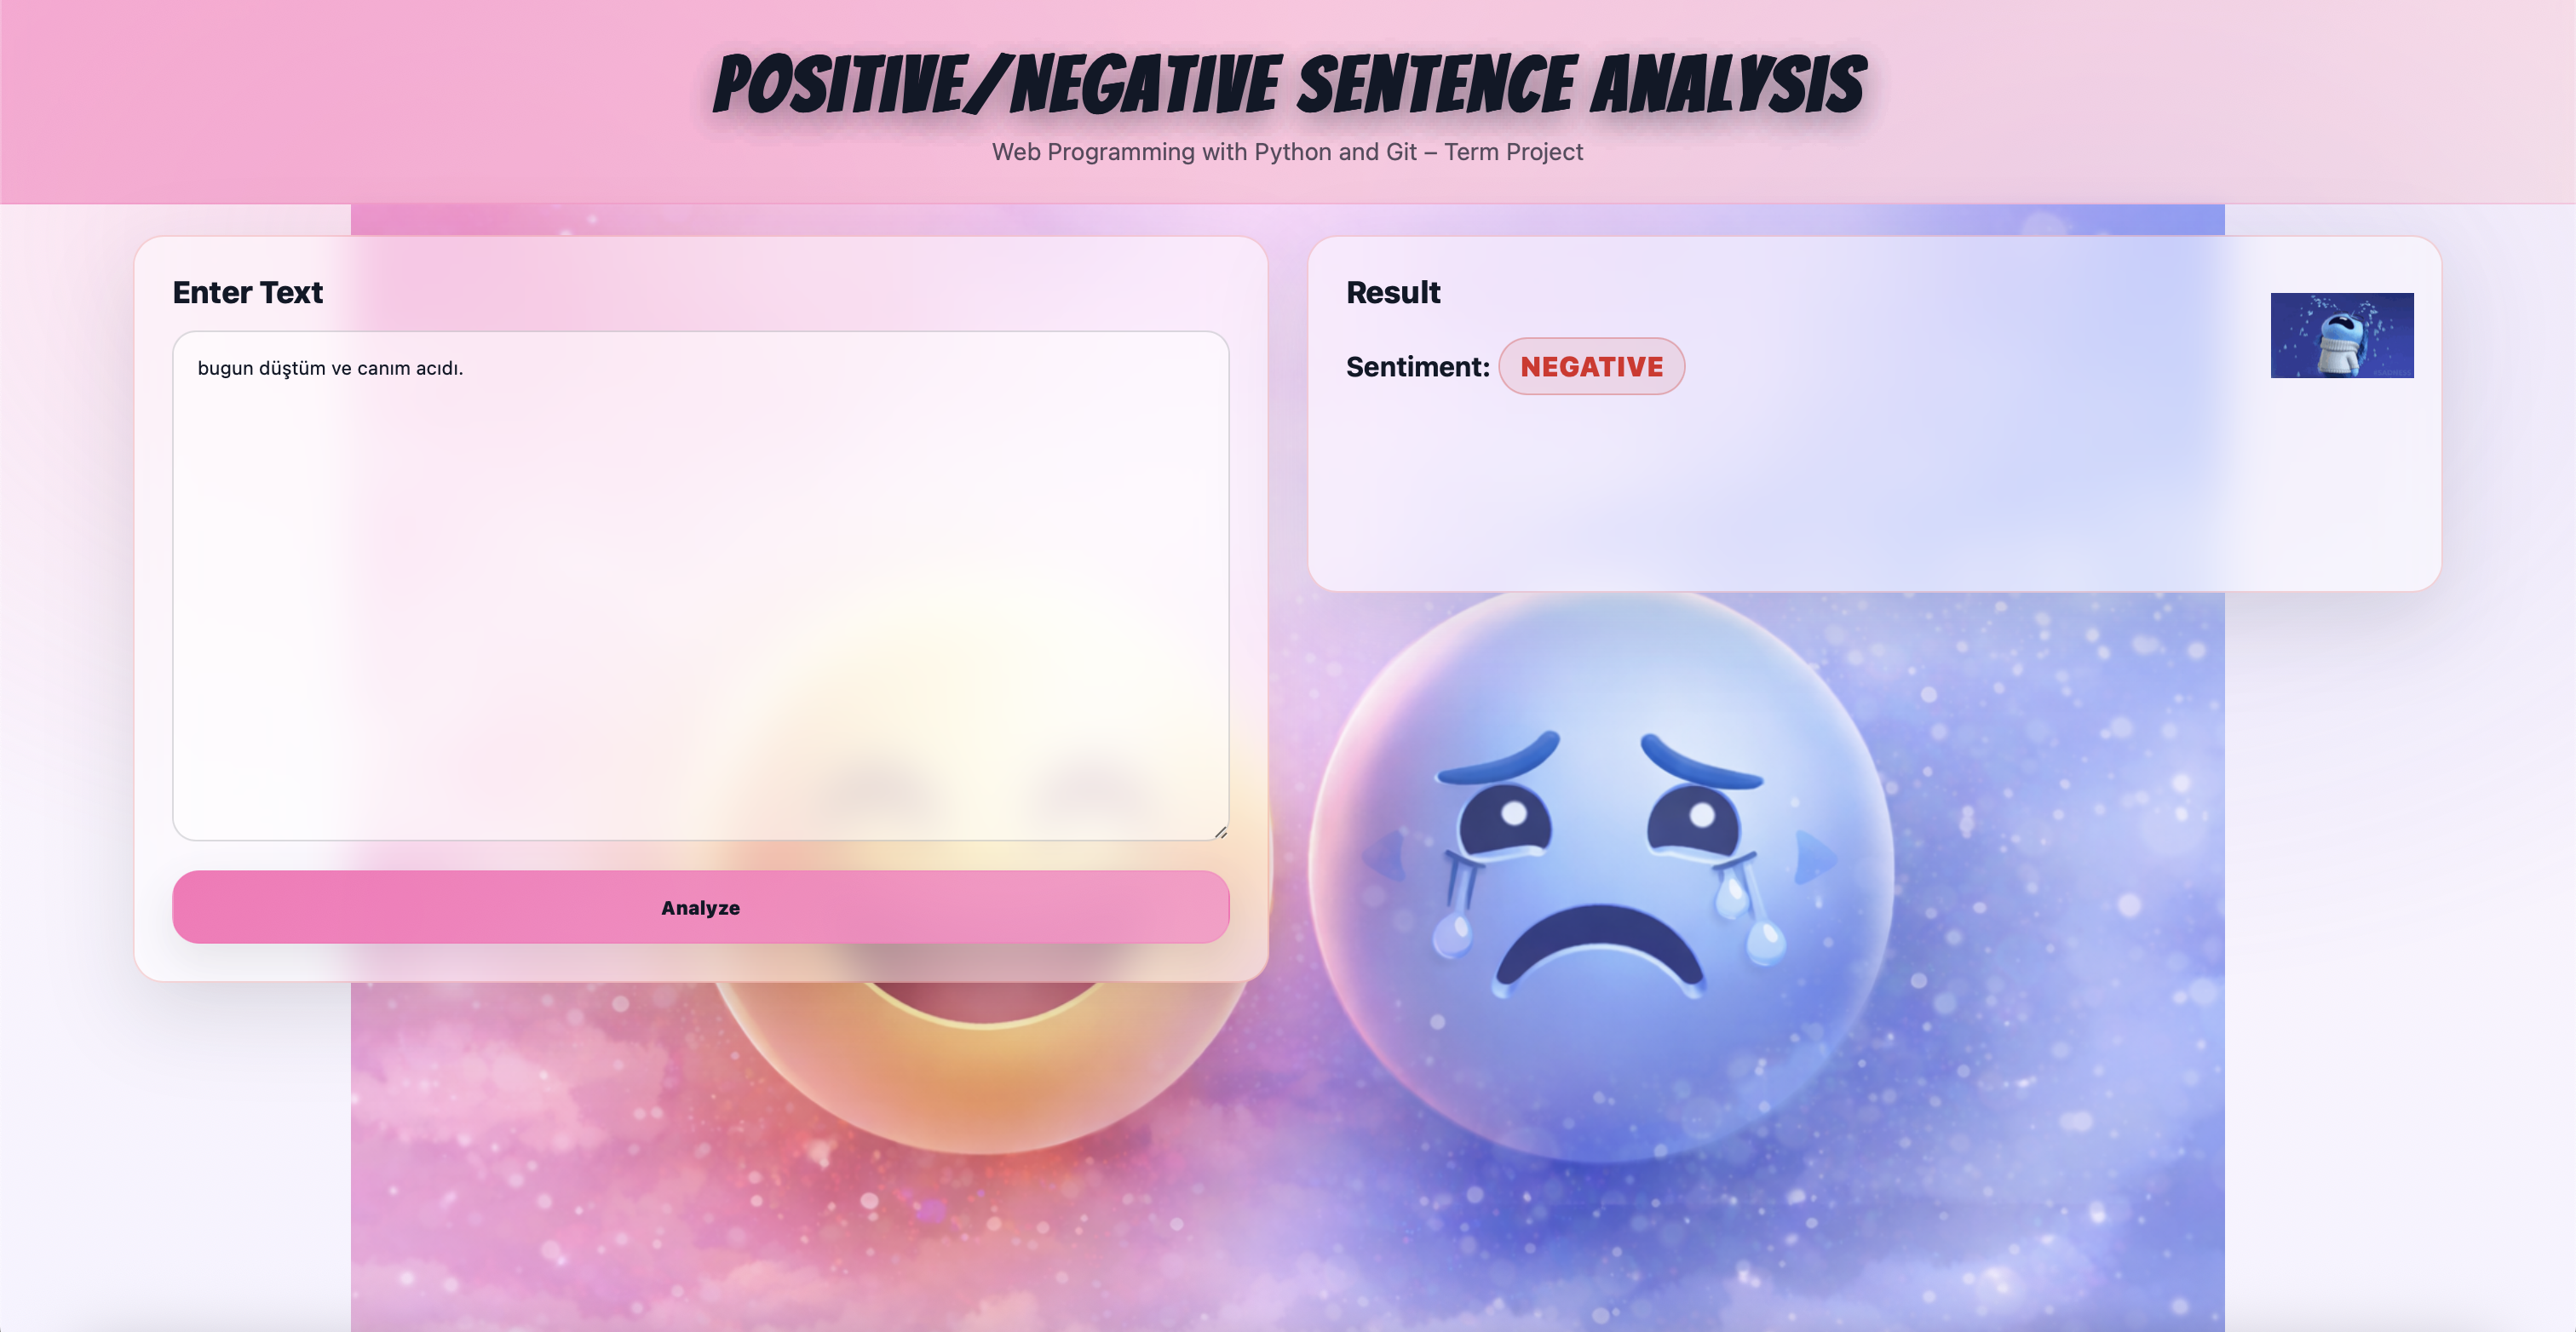 POSITIVE/NEGATIVE SENTENCE ANALYSIS
Web Programming with Python and Git – Term Project
Enter Text
bugun düştüm ve canım acıdı.
Analyze
Result
Sentiment: NEGATIVE